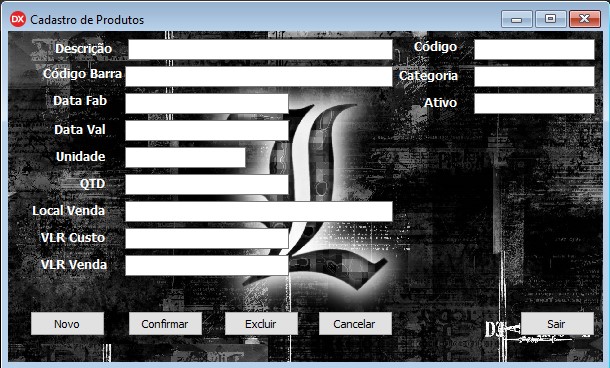 DX Cadastro de Produtos
Descrição Código
Código Barra Categoria
Data Fab Ativo
Data Val
Unidade
QTD
Local Venda
VLR Custo
VLR Venda
Novo Confirmar Excluir Cancelar Sair